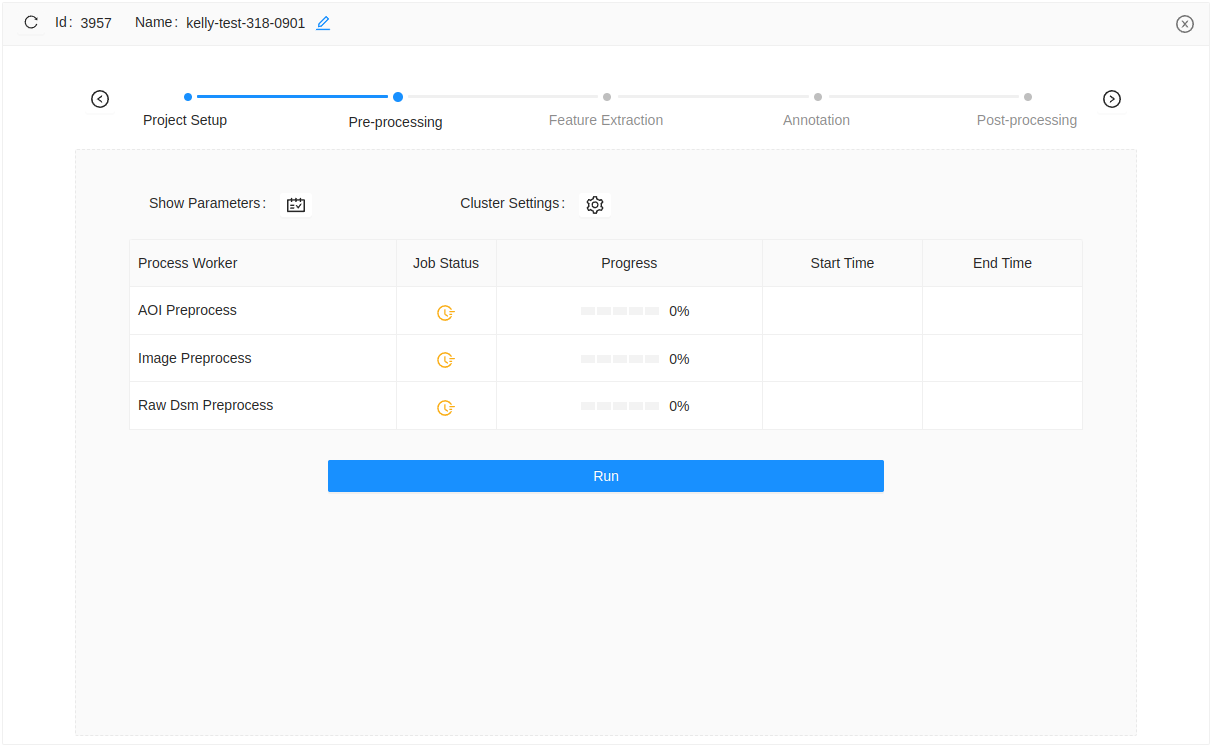 Id: 3957 Name: kelly-test-318-0901
Project Setup Pre-processing Feature Extraction Annotation Post-processing
Show Parameters: Cluster Settings:
Process Worker Job Status Progress Start Time End Time
AOI Preprocess 0%
Image Preprocess 0%
Raw Dsm Preprocess 0%
Run